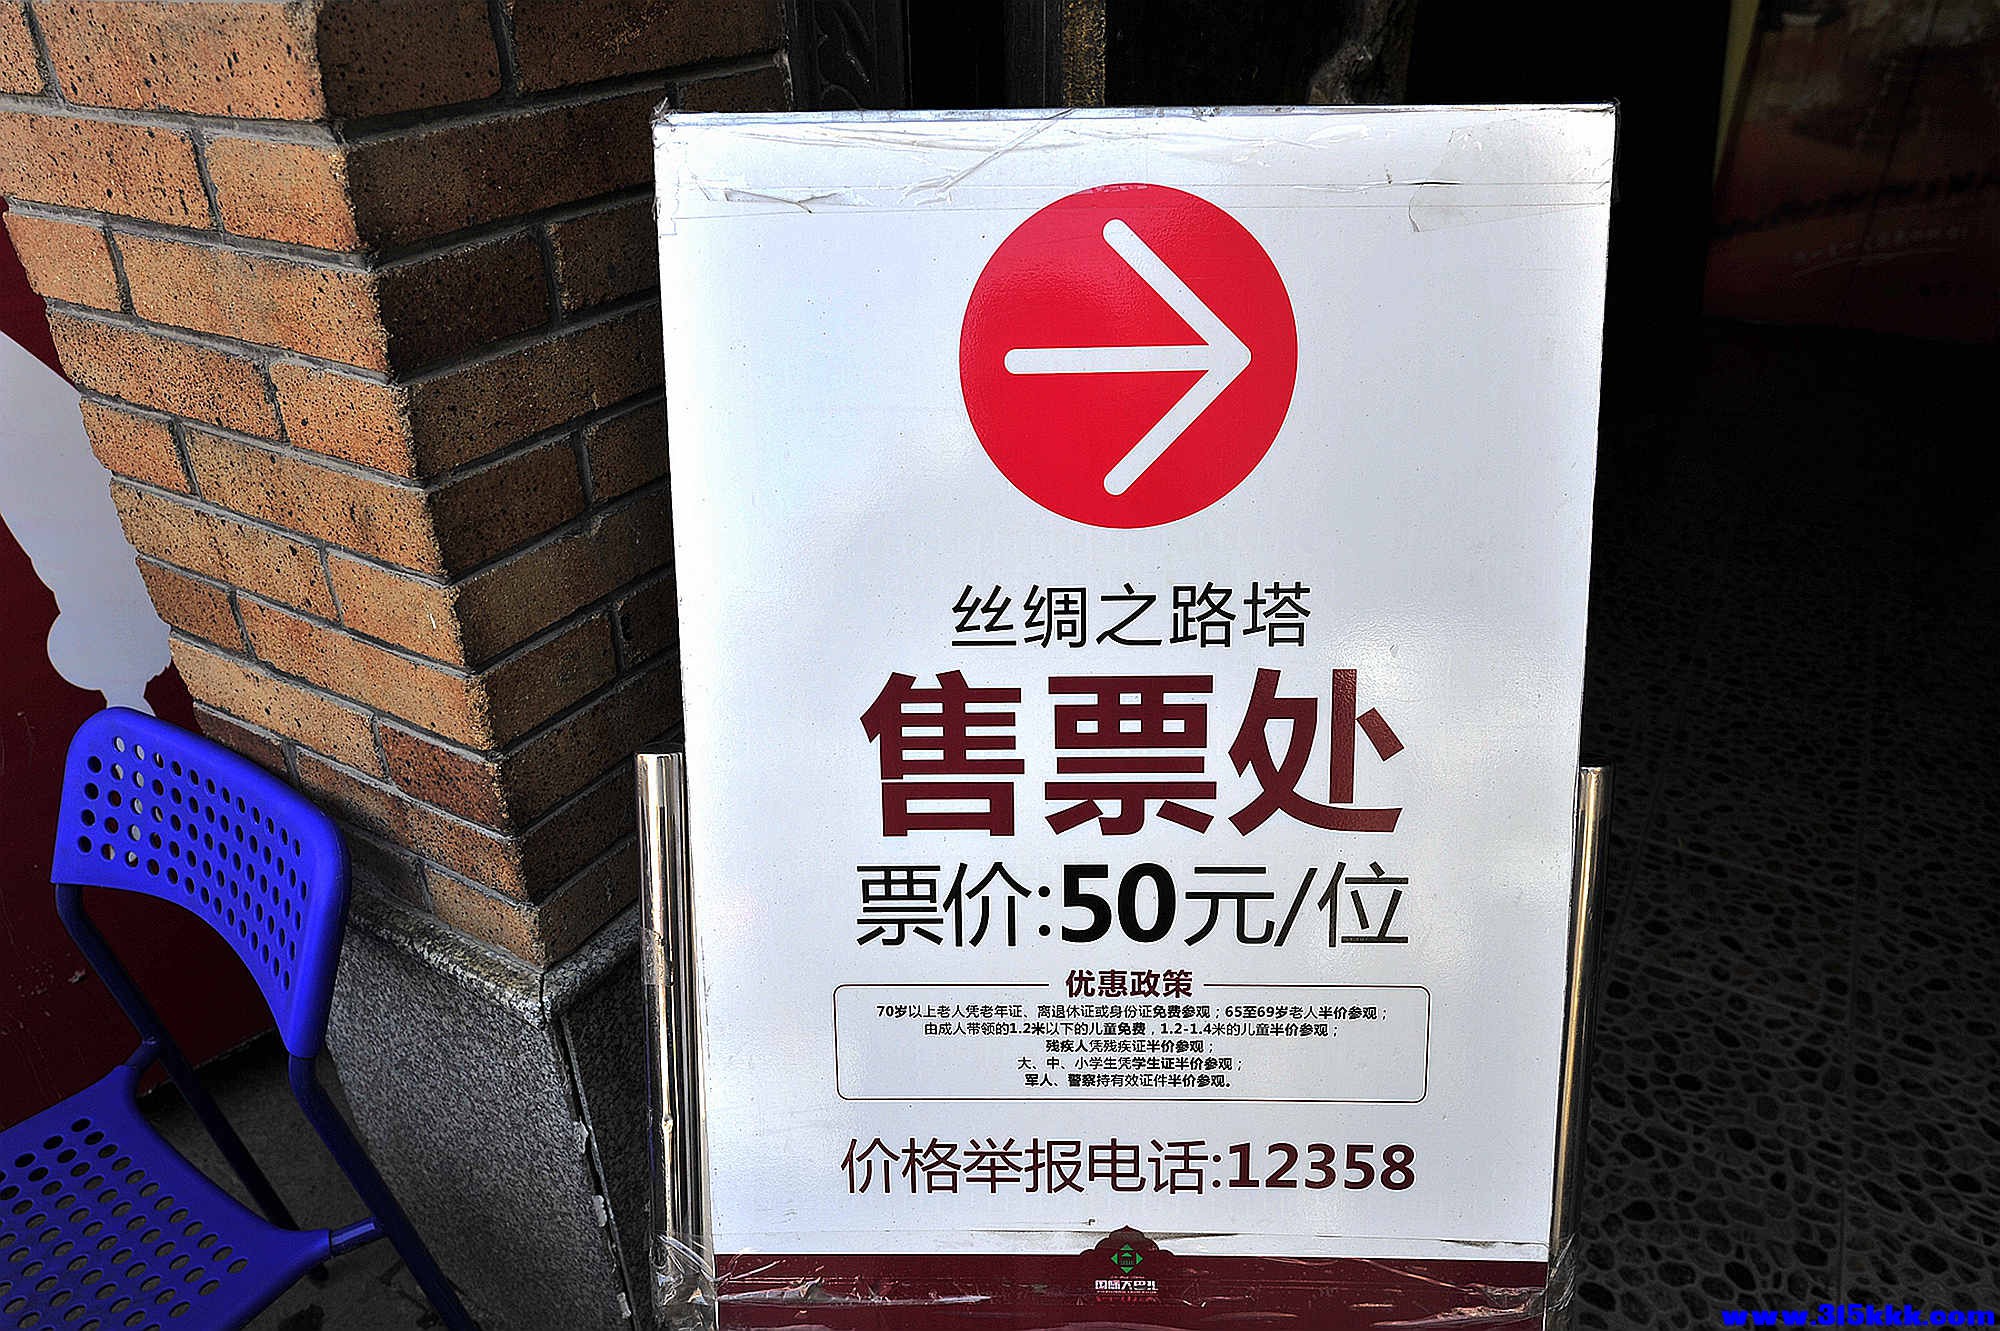 丝绸之路塔
售票处
票价:50元/位
优惠政策
70岁以上老人凭老年证、离退休证或身份证免费参观；65至69岁老人半价参观；
由成人带领的1.2米以下的儿童免费，1.2-1.4米的儿童半价参观；
残疾人凭残疾证半价参观；
大、中、小学生凭学生证半价参观；
军人、警察持有效证件半价参观。
价格举报电话:12358
国际大巴扎
www.315kkk.com